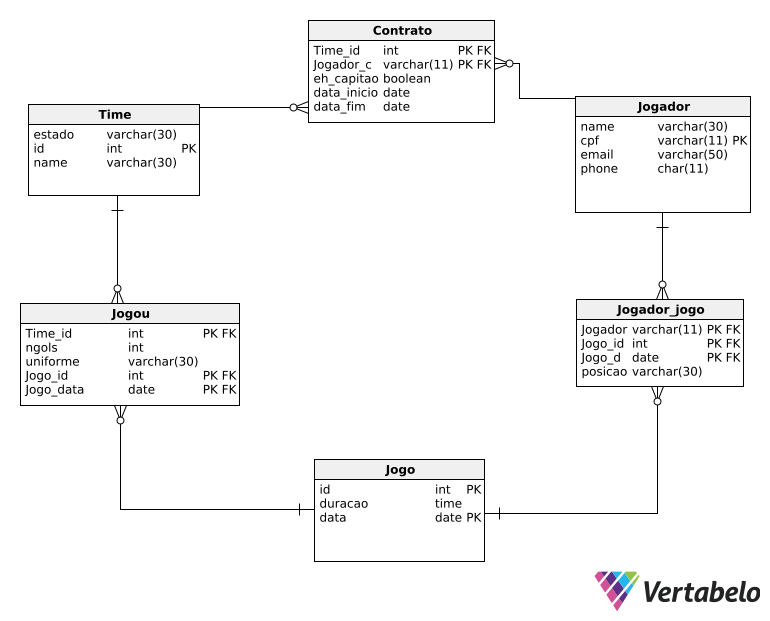 Contrato
Time_id int PK FK
Jogador_c varchar(11) PK FK
eh_capitao boolean
data_inicio date
data_fim date
Time
estado varchar(30)
id int PK
name varchar(30)
Jogador
name varchar(30)
cpf varchar(11) PK
email varchar(50)
phone char(11)
Jogou
Time_id int PK FK
ngols int
uniforme varchar(30)
Jogo_id int PK FK
Jogo_data date PK FK
Jogador_jogo
Jogador varchar(11) PK FK
Jogo_id int PK FK
Jogo_d date PK FK
posicao varchar(30)
Jogo
id int PK
duracao time
data date PK
Vertabelo